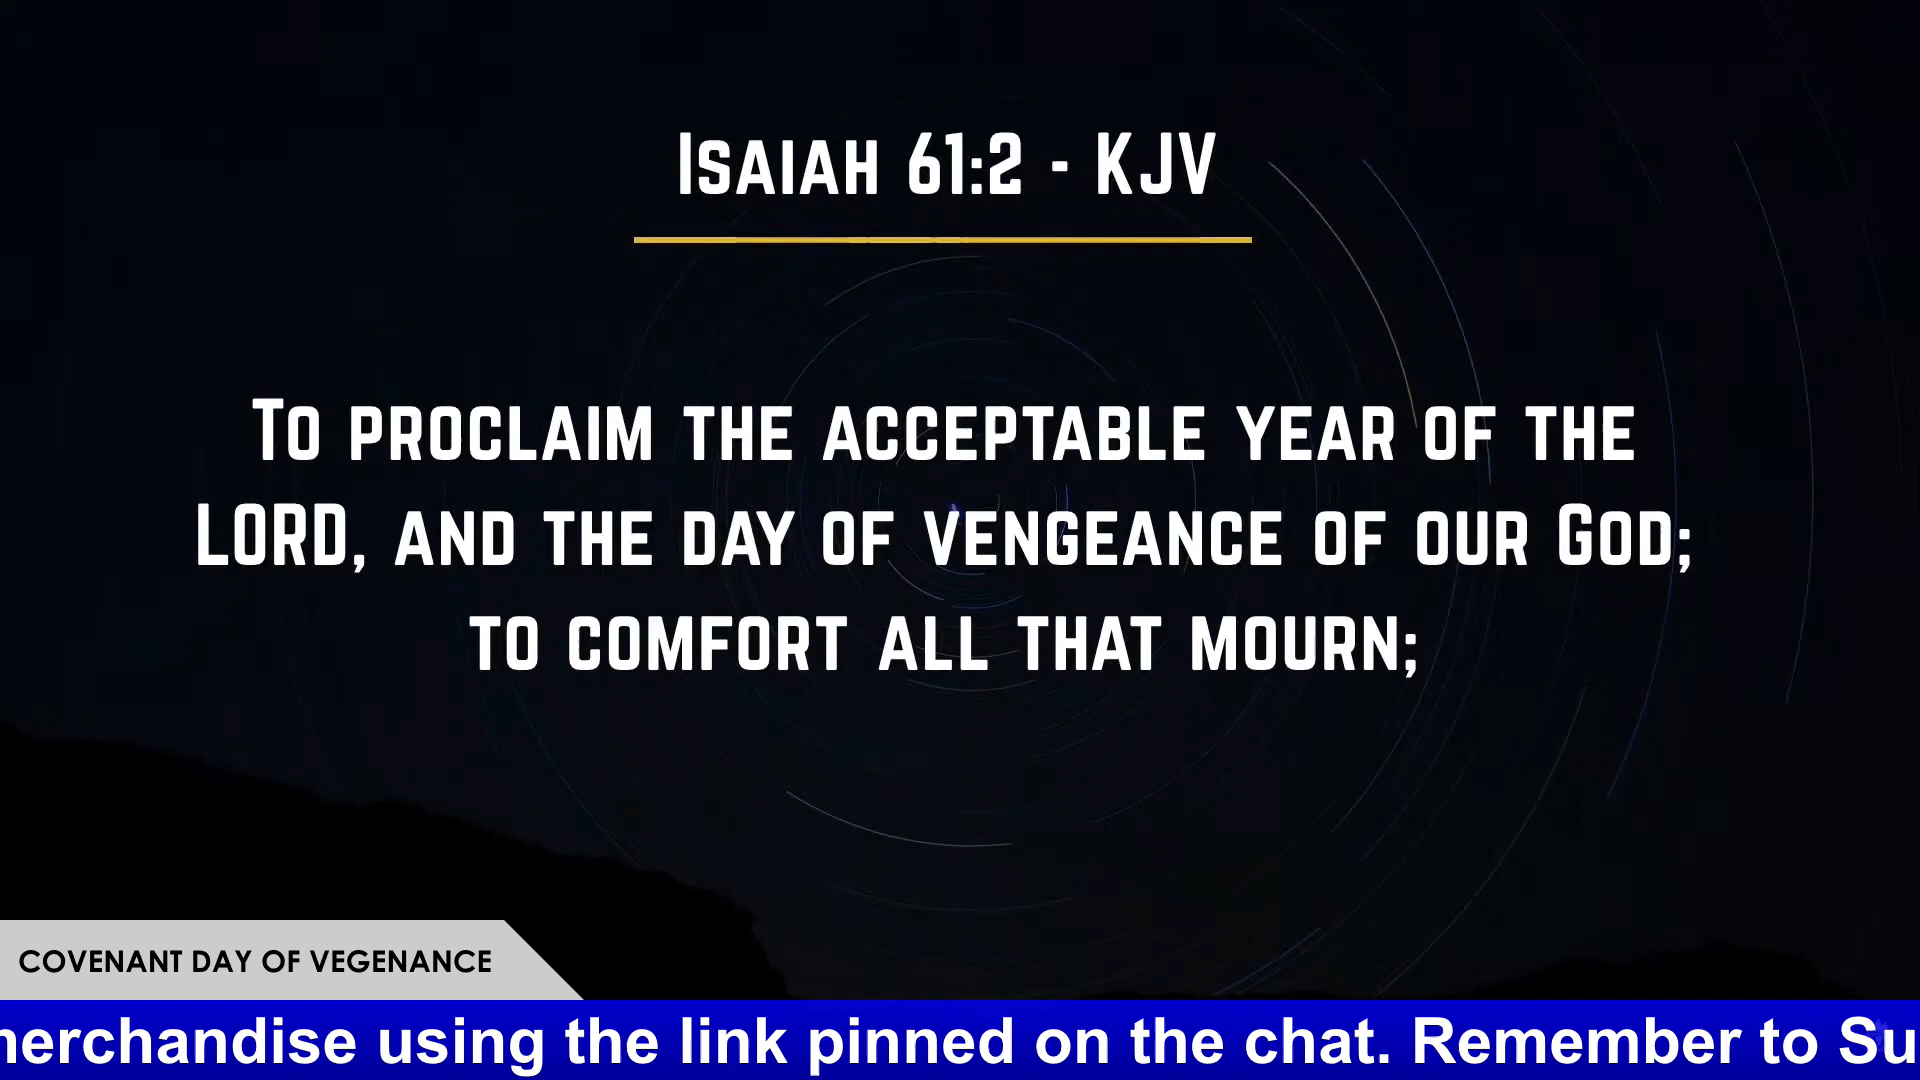 Isaiah 61:2 - KJV
To proclaim the acceptable year of the
LORD, and the day of vengeance of our God;
to comfort all that mourn;
COVENANT DAY OF VEGENANCE
using the link pinned on the chat. Remember to